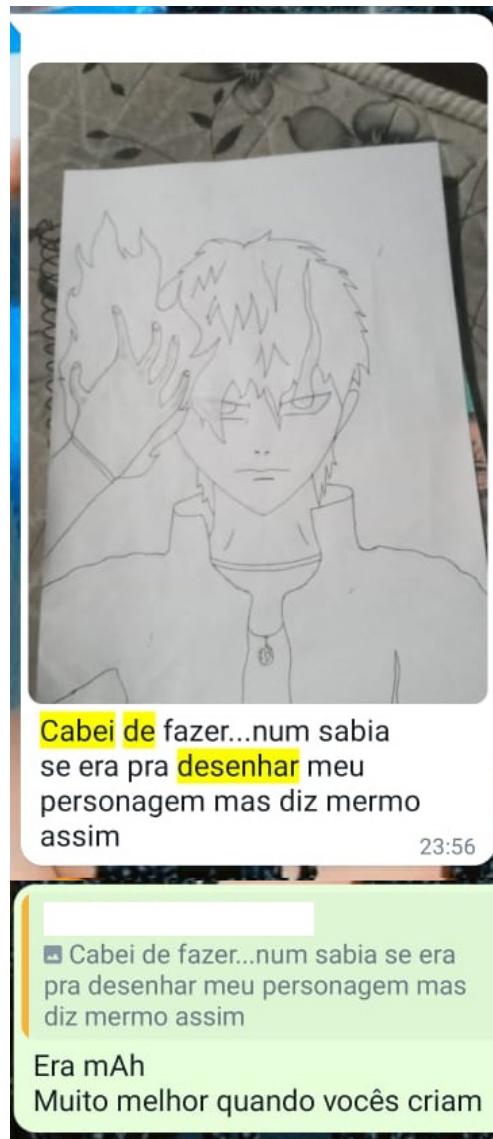 Cabei de fazer...num sabia
se era pra desenhar meu
personagem mas diz mermo
assim
23:56
Cabei de fazer...num sabia se era
pra desenhar meu personagem mas
diz mermo assim
Era mAh
Muito melhor quando vocês criam